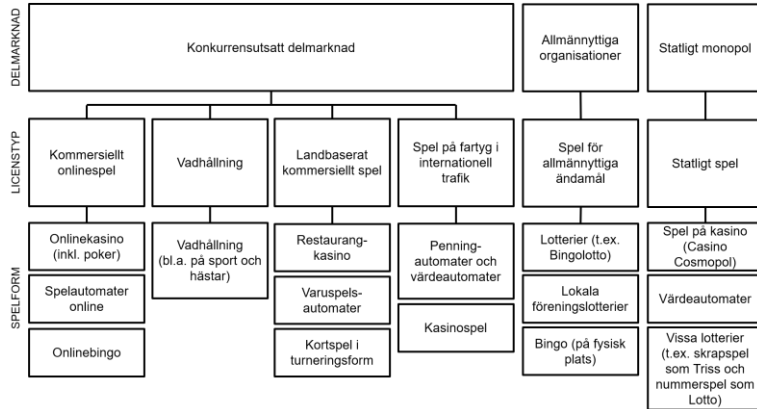 DELMARKNAD
Konkurrensutsatt delmarknad
Allmännyttiga
organisationer
Statligt monopol
LICENSTYP
Kommersiellt
onlinespel
Vadhållning
Landbaserat
kommersiellt spel
Spel på fartyg i
internationell
trafik
Spel för
allmännyttiga
ändamål
Statligt spel
SPELFORM
Onlinekasino
(inkl. poker)
Spelautomater
online
Onlinebingo
Vadhållning
(bl.a. på sport och
hästar)
Restaurang-
kasino
Varuspels-
automater
Kortspel i
turneringsform
Penning-
automater och
värdeautomater
Kasinospel
Lotterier (t.ex.
Bingolotto)
Lokala
föreningslotterier
Bingo (på fysisk
plats)
Spel på kasino
(Casino
Cosmopol)
Värdeautomater
Vissa lotterier
(t.ex. skrapspel
som Triss och
nummerspel som
Lotto)